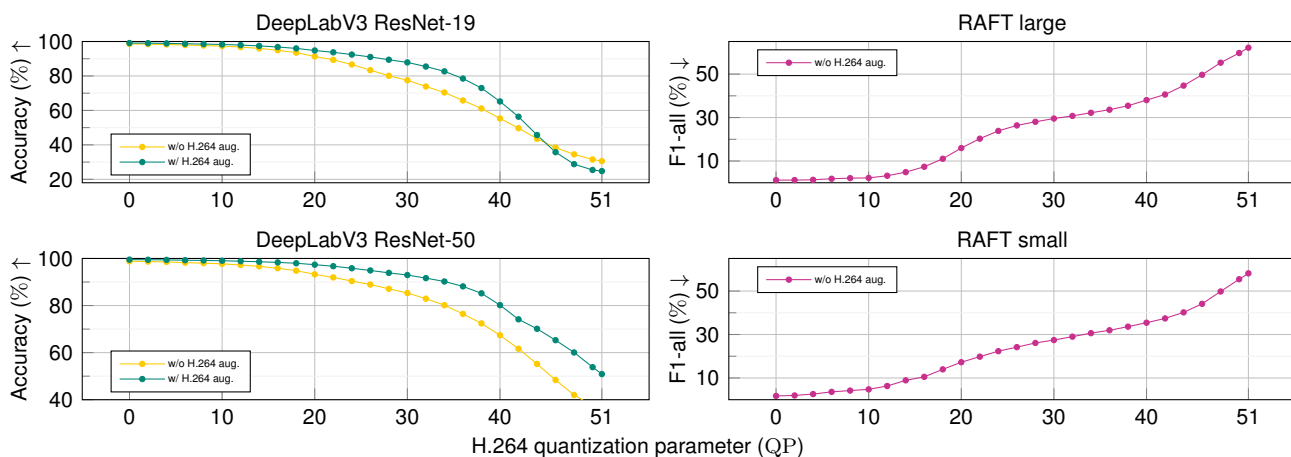 DeepLabV3 ResNet-19
Accuracy (%) ↑
100
80
60
40
20
w/o H.264 aug.
w/ H.264 aug.
0 10 20 30 40 51
RAFT large
F1-all (%) ↓
50
30
10
w/o H.264 aug.
0 10 20 30 40 51
DeepLabV3 ResNet-50
Accuracy (%) ↑
100
80
60
40
w/o H.264 aug.
w/ H.264 aug.
0 10 20 30 40 51
RAFT small
F1-all (%) ↓
50
30
10
w/o H.264 aug.
0 10 20 30 40 51
H.264 quantization parameter (QP)